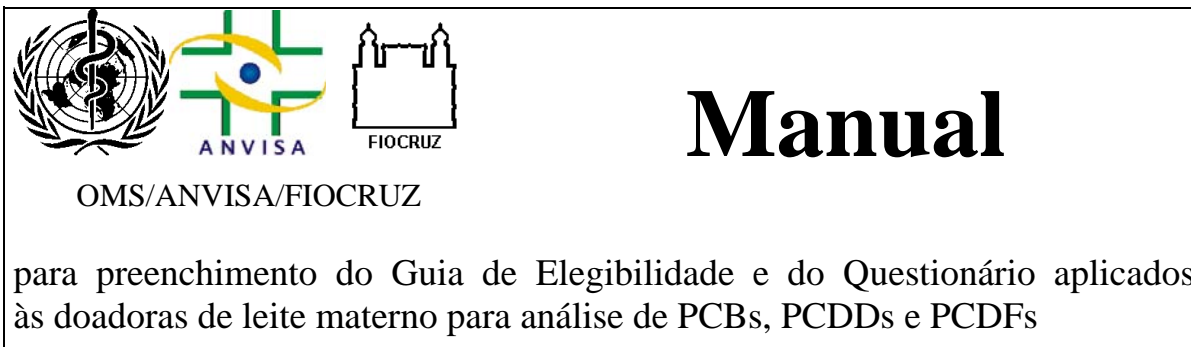 ANVISA
FIOCRUZ
Manual
OMS/ANVISA/FIOCRUZ
para preenchimento do Guia de Elegibilidade e do Questionário aplicados
às doadoras de leite materno para análise de PCBs, PCDDs e PCDFs